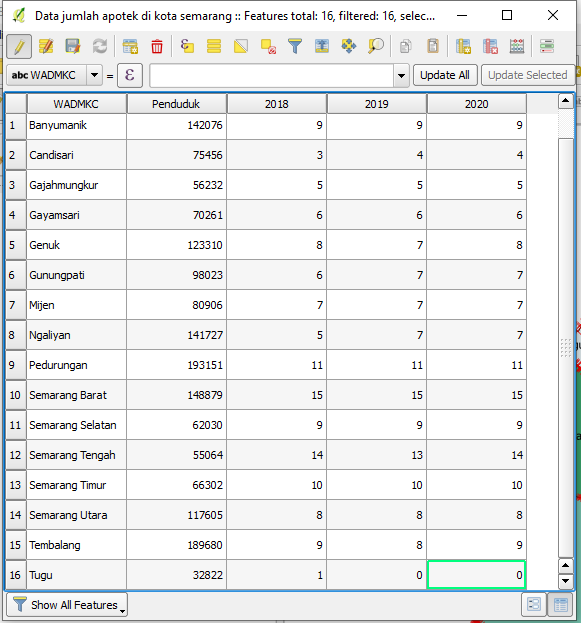 Data jumlah apotek di kota semarang :: Features total: 16, filtered: 16, selec...
abc WADMKC = ε Update All Update Selected
WADMKC Penduduk 2018 2019 2020
1 Banyumanik 142076 9 9 9
2 Candisari 75456 3 4 4
3 Gajahmungkur 56232 5 5 5
4 Gayamsari 70261 6 6 6
5 Genuk 123310 8 7 8
6 Gunungpati 98023 6 7 7
7 Mijen 80906 7 7 7
8 Ngaliyan 141727 5 7 7
9 Pedurungan 193151 11 11 11
10 Semarang Barat 148879 15 15 15
11 Semarang Selatan 62030 9 9 9
12 Semarang Tengah 55064 14 13 14
13 Semarang Timur 66302 10 10 10
14 Semarang Utara 117605 8 8 8
15 Tembalang 189680 9 8 9
16 Tugu 32822 1 0 0
Show All Features